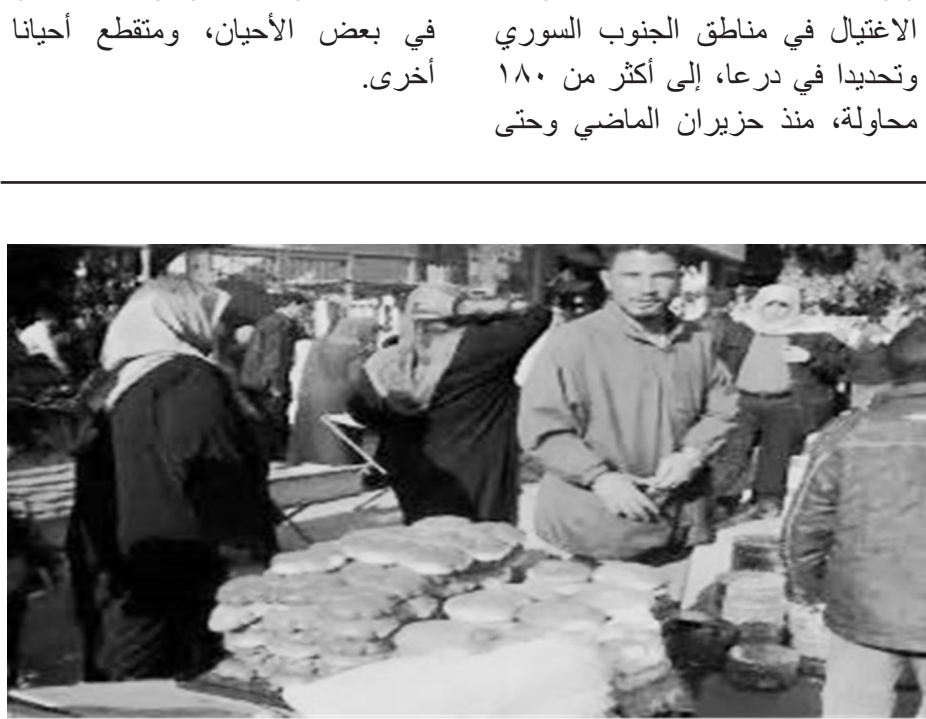 الاغتيال في مناطق الجنوب السوري
وتحديدا في درعا، إلى أكثر من ١٨٠
محاولة، منذ حزيران الماضي وحتى
في بعض الأحيان، ومتقطع أحيانا
أخرى.